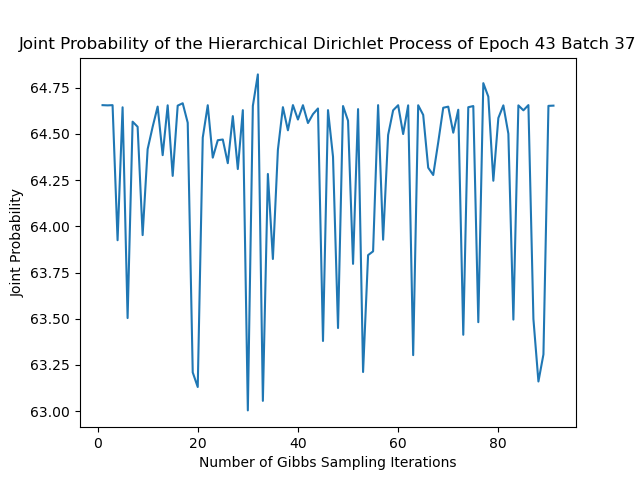 Joint Probability of the Hierarchical Dirichlet Process of Epoch 43 Batch 37
64.75
64.50
64.25
64.00
63.75
63.50
63.25
63.00
Joint Probability
0 20 40 60 80
Number of Gibbs Sampling Iterations